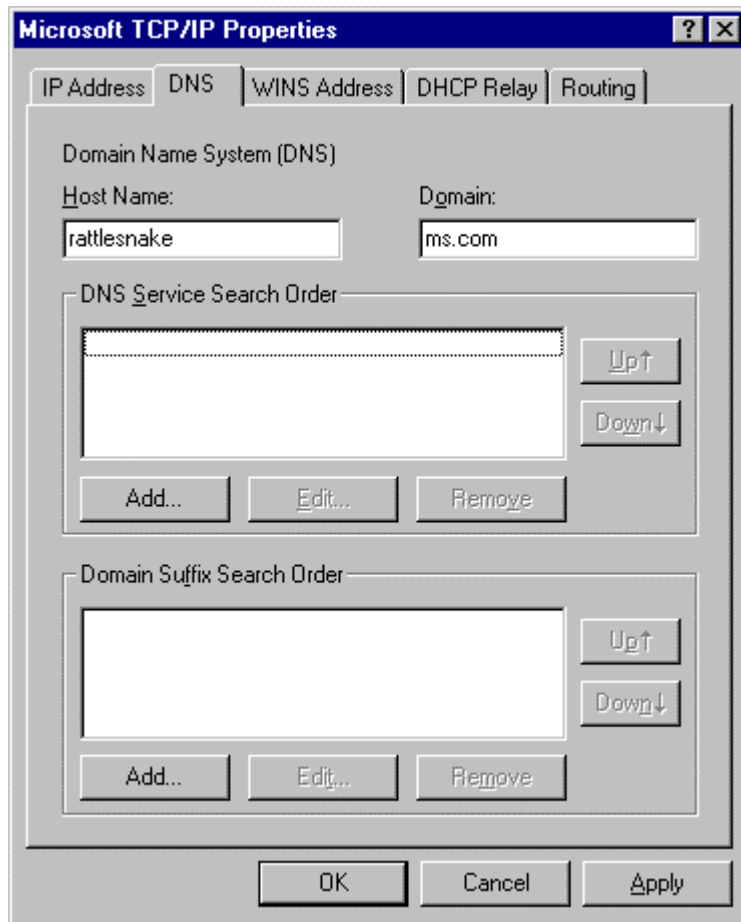 Microsoft TCP/IP Properties
IP Address DNS WINS Address DHCP Relay Routing
Domain Name System (DNS)
Host Name: Domain:
rattlesnake ms.com
DNS Service Search Order
Up↑
Down↓
Add... Edit... Remove
Domain Suffix Search Order
Up↑
Down↓
Add... Edit... Remove
OK Cancel Apply